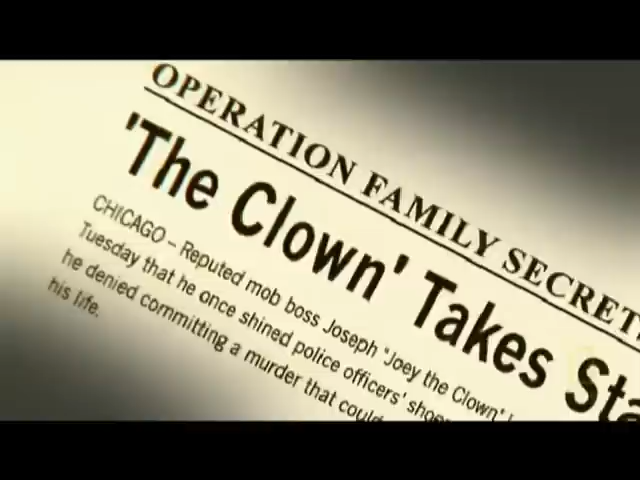 OPERATION FAMILY SECRET
'The Clown' Takes Sta
CHICAGO – Reputed mob boss Joseph "Joey the Clown"
Tuesday that he once shined police officers' shoe
he denied committing a murder that could
his life.